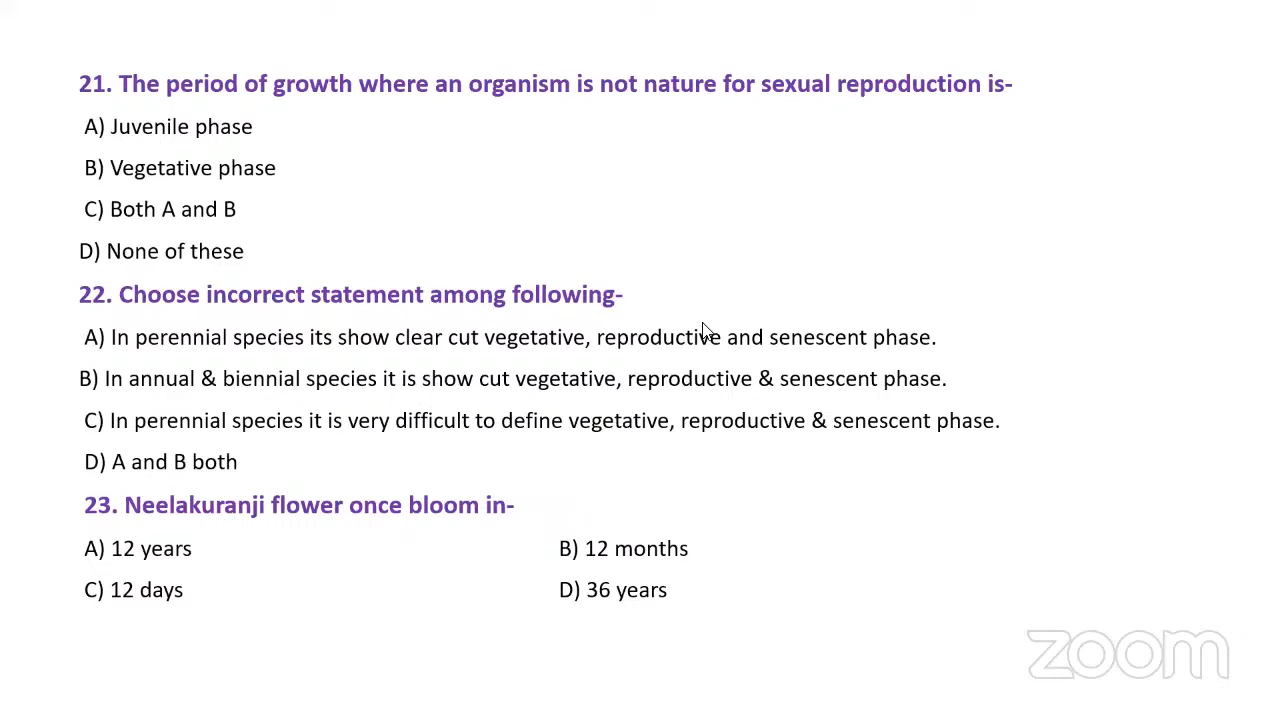 21. The period of growth where an organism is not nature for sexual reproduction is-
A) Juvenile phase
B) Vegetative phase
C) Both A and B
D) None of these
22. Choose incorrect statement among following-
A) In perennial species its show clear cut vegetative, reproductive and senescent phase.
B) In annual & biennial species it is show cut vegetative, reproductive & senescent phase.
C) In perennial species it is very difficult to define vegetative, reproductive & senescent phase.
D) A and B both
23. Neelakuranji flower once bloom in-
A) 12 years B) 12 months
C) 12 days D) 36 years
zoom